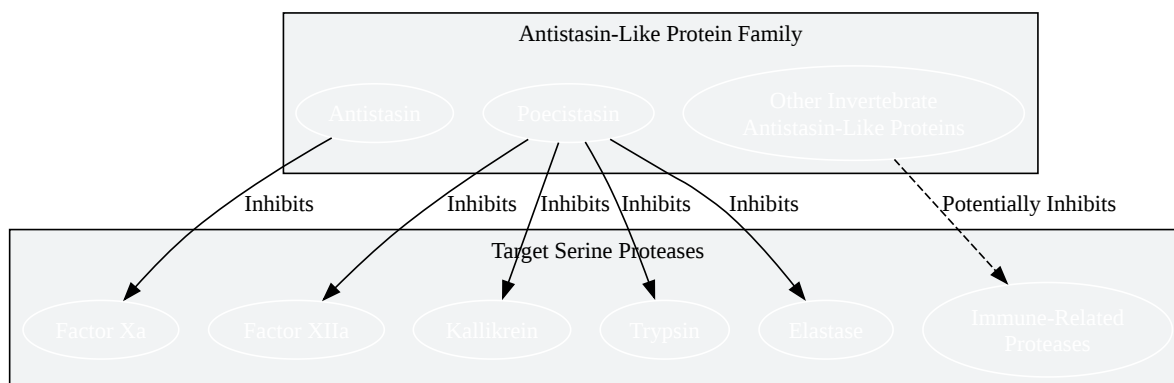 Antistasin-Like Protein Family
Antistasin
Poecistasin
Other Invertebrate
Antistasin-Like Proteins
Inhibits
Inhibits
Inhibits
Inhibits
Inhibits
Potentially Inhibits
Target Serine Proteases
Factor Xa
Factor XIIa
Kallikrein
Trypsin
Elastase
Immune-Related
Proteases